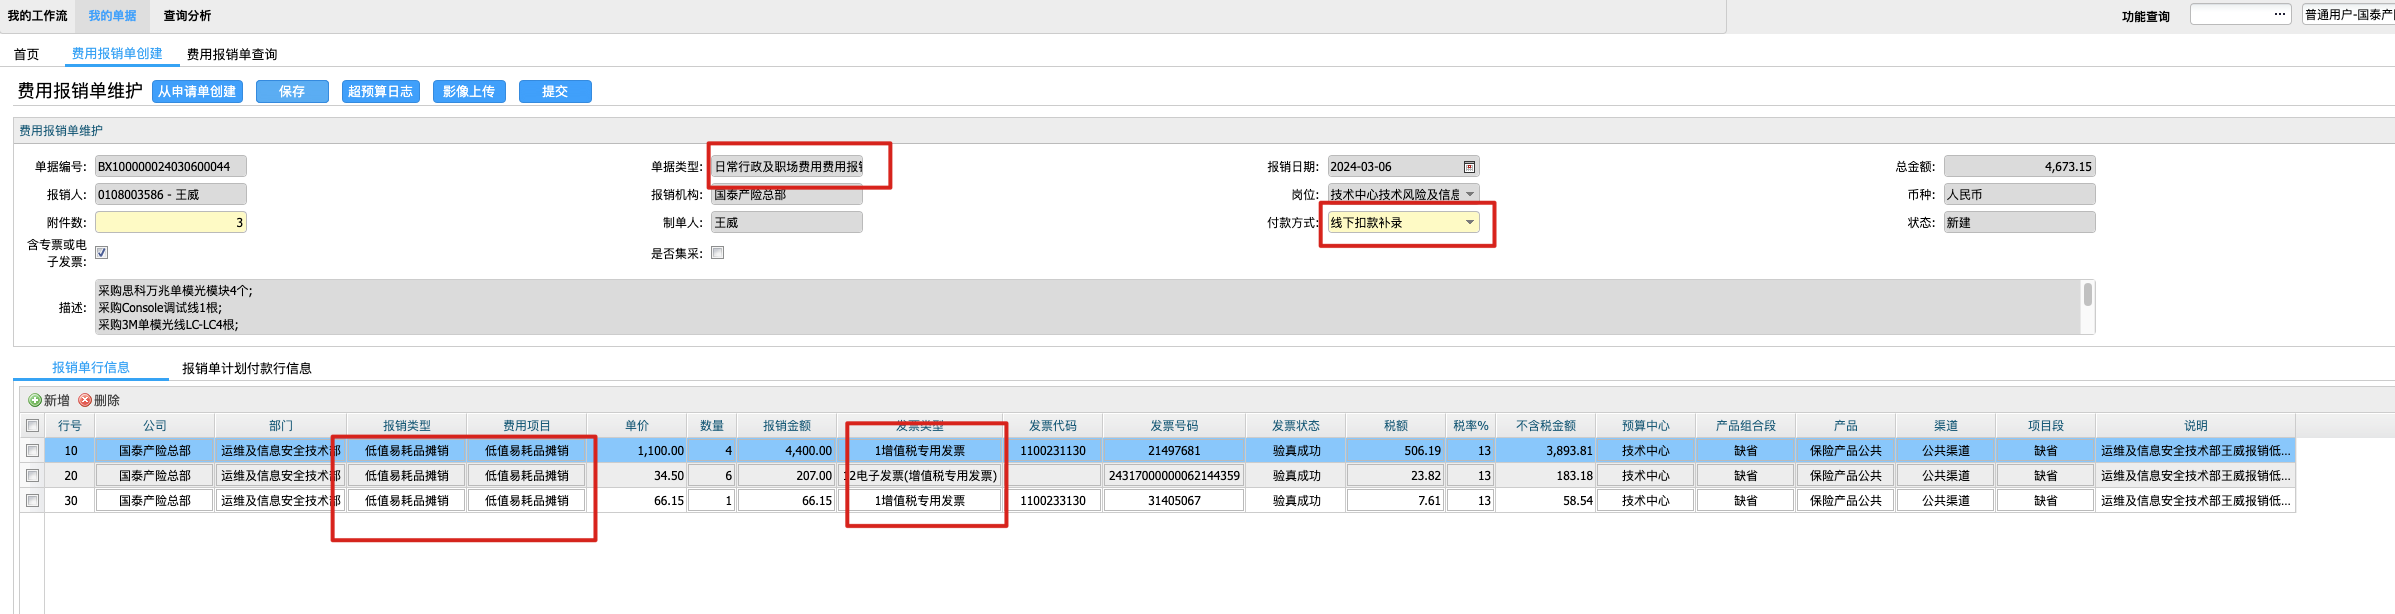 我的工作流 我的单据 查询分析 功能查询 ... 普通用户-国泰产
首页 费用报销单创建 费用报销单查询
费用报销单维护 从申请单创建 保存 超预算日志 影像上传 提交
费用报销单维护
单据编号: BX100000024030600044 单据类型: 日常行政及职场费用费用报 报销日期: 2024-03-06 总金额: 4,673.15
报销人: 0108003586 - 王威 报销机构: 国泰产险总部 岗位: 技术中心技术风险及信息 币种: 人民币
附件数: 3 制单人: 王威 付款方式: 线下扣款补录 状态: 新建
含专票或电
子发票: 是否集采:
描述: 采购思科万兆单模光模块4个;
采购Console调试线1根;
采购3M单模光线LC-LC4根;
报销单行信息 报销单计划付款行信息
新增 删除
行号 公司 部门 报销类型 费用项目 单价 数量 报销金额 发票类型 发票代码 发票号码 发票状态 税额 税率% 不含税金额 预算中心 产品组合段 产品 渠道 项目段 说明
10 国泰产险总部 运维及信息安全技术部 低值易耗品摊销 低值易耗品摊销 1,100.00 4 4,400.00 1增值税专用发票 1100231130 21497681 验真成功 506.19 13 3,893.81 技术中心 缺省 保险产品公共 公共渠道 缺省 运维及信息安全技术部王威报销低...
20 国泰产险总部 运维及信息安全技术部 低值易耗品摊销 低值易耗品摊销 34.50 6 207.00 12电子发票(增值税专用发票) 24317000000062144359 验真成功 23.82 13 183.18 技术中心 缺省 保险产品公共 公共渠道 缺省 运维及信息安全技术部王威报销低...
30 国泰产险总部 运维及信息安全技术部 低值易耗品摊销 低值易耗品摊销 66.15 1 66.15 1增值税专用发票 1100233130 31405067 验真成功 7.61 13 58.54 技术中心 缺省 保险产品公共 公共渠道 缺省 运维及信息安全技术部王威报销低...